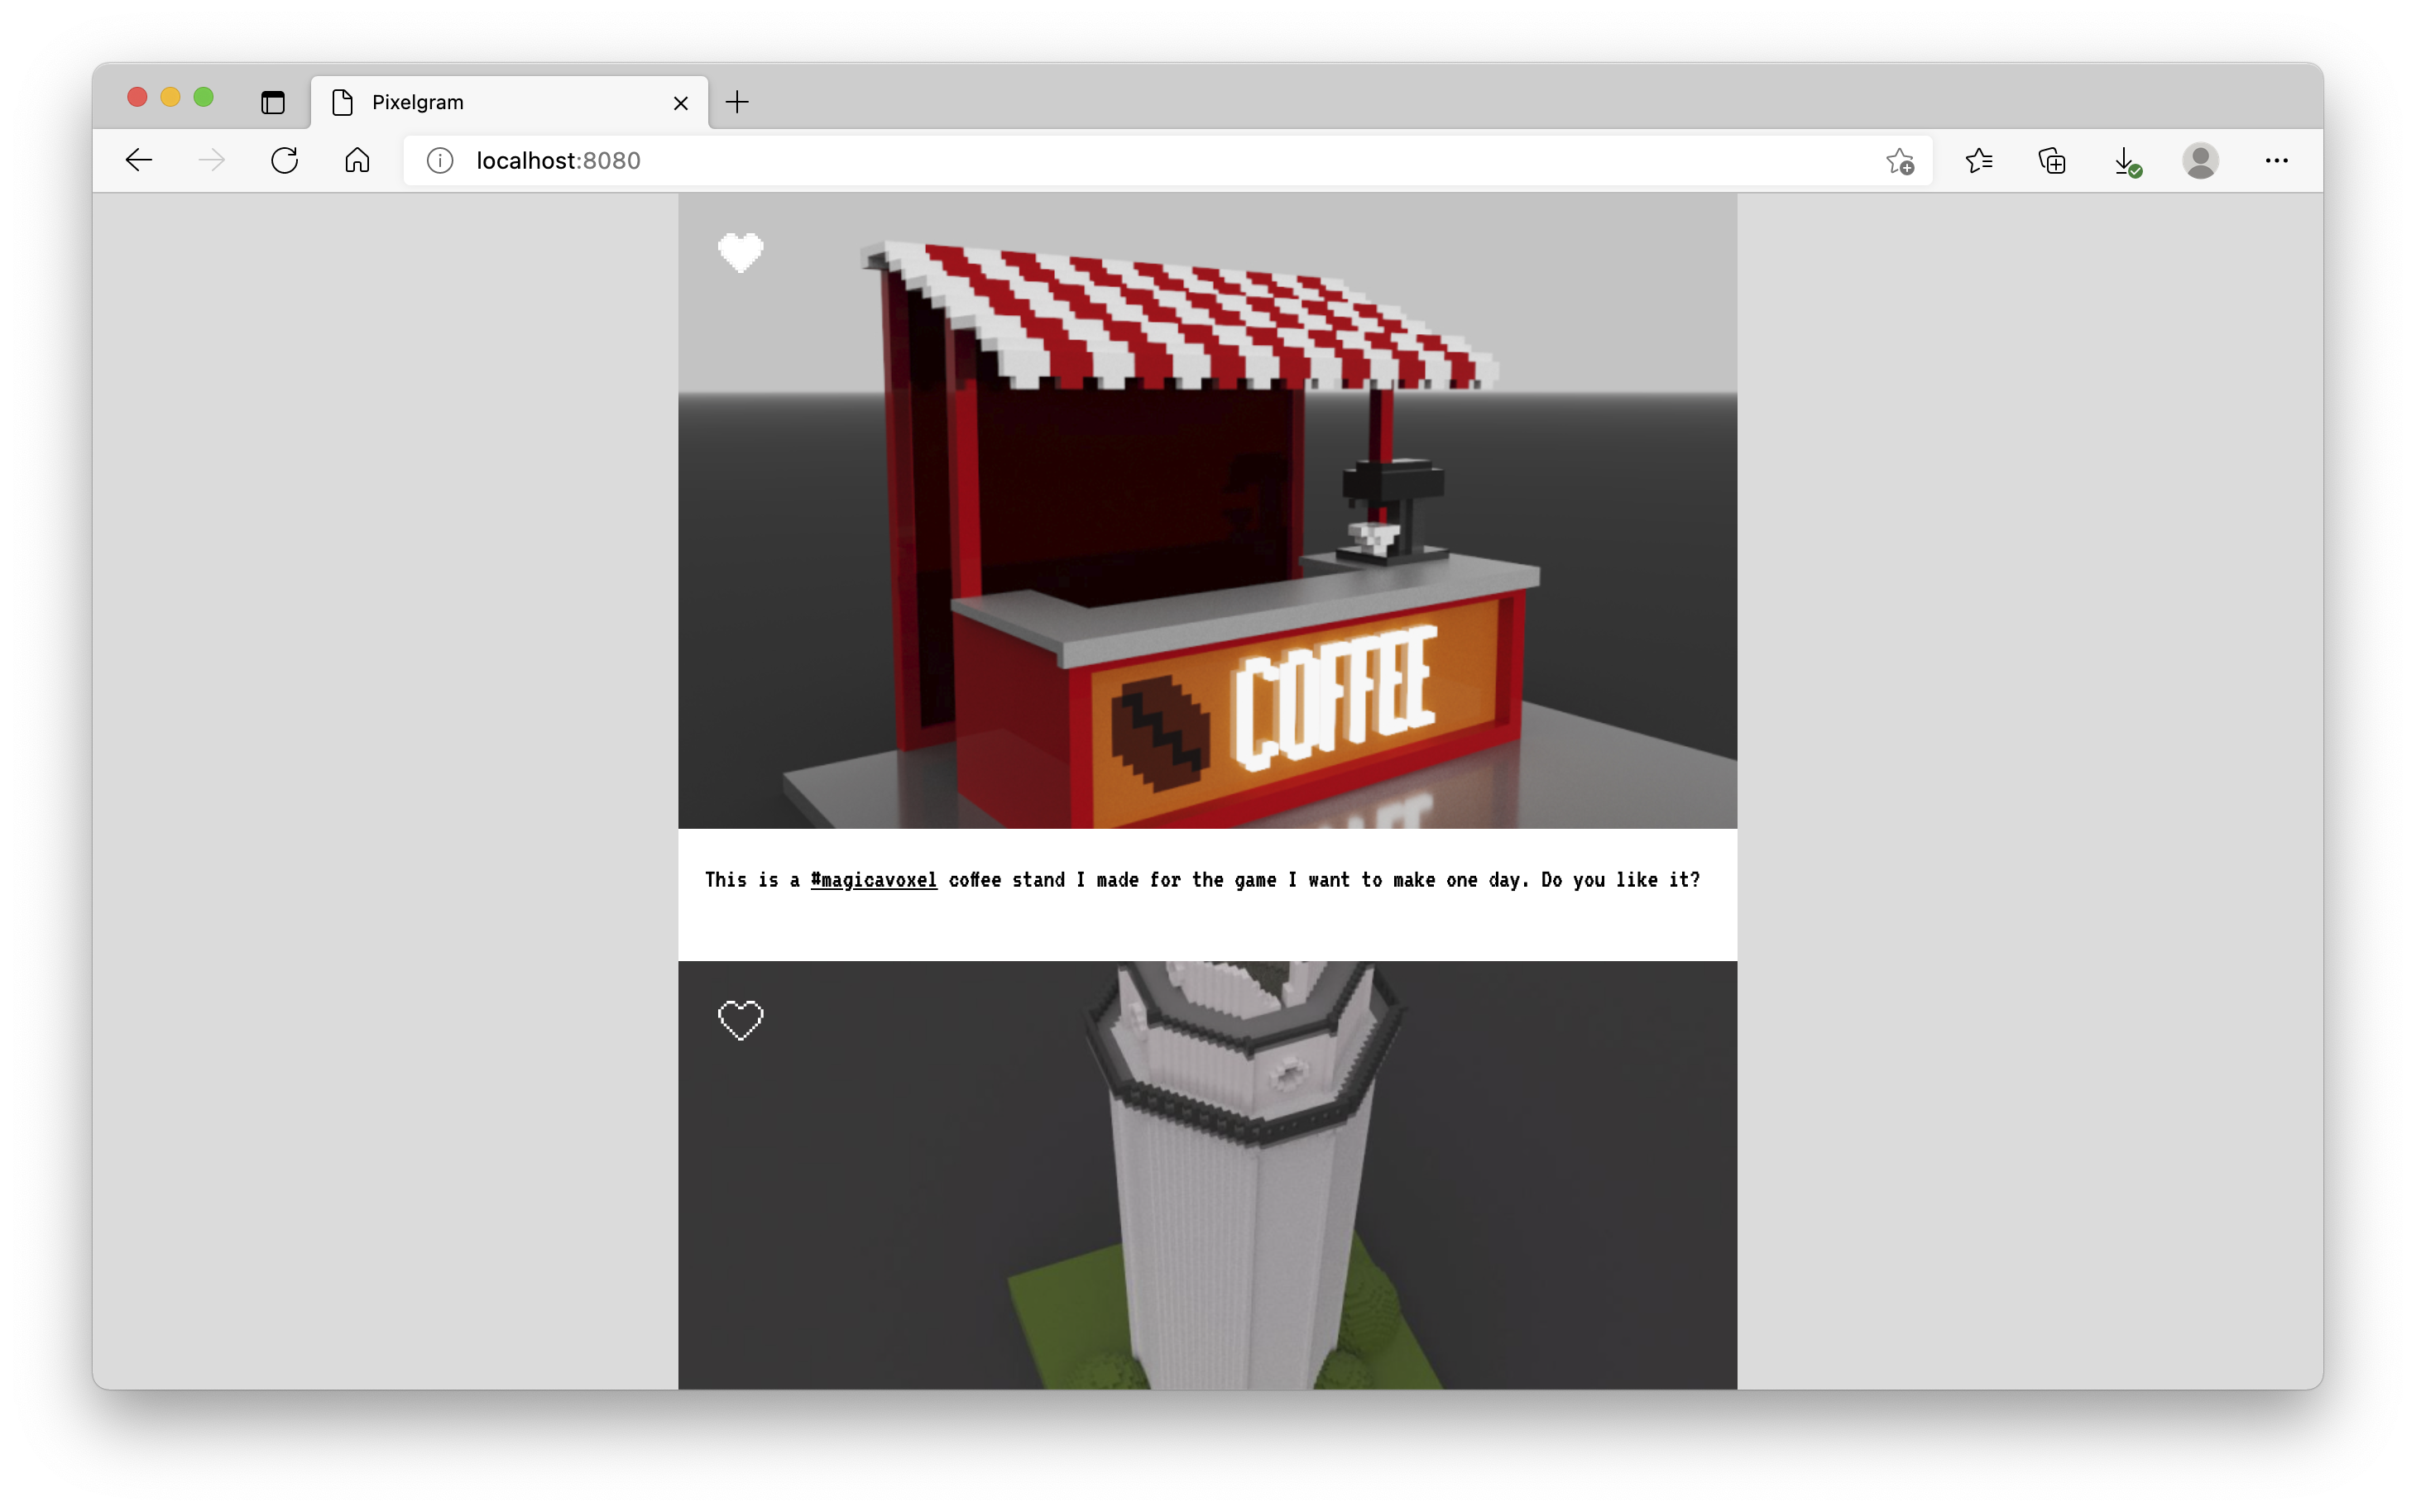 Pixelgram
localhost:8080
COFFEE
This is a #magicavoxel coffee stand I made for the game I want to make one day. Do you like it?